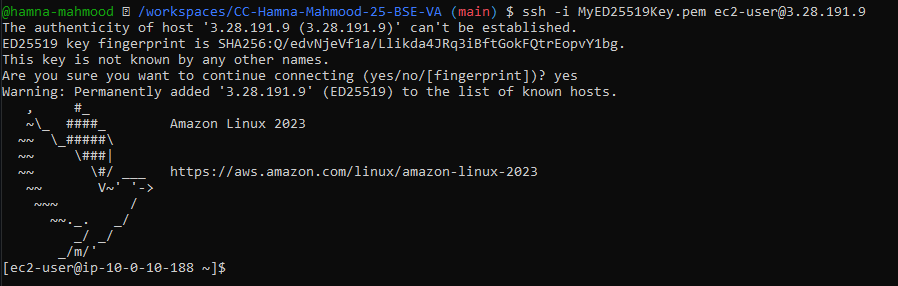 @hamna-mahmood /workspaces/CC-Hamna-Mahmood-25-BSE-VA (main) $ ssh -i MyED25519Key.pem ec2-user@3.28.191.9
The authenticity of host '3.28.191.9 (3.28.191.9)' can't be established.
ED25519 key fingerprint is SHA256:Q/edvNjeVf1a/Llikda4JRq3iBftGokFQtrEopvY1bg.
This key is not known by any other names.
Are you sure you want to continue connecting (yes/no/[fingerprint])? yes
Warning: Permanently added '3.28.191.9' (ED25519) to the list of known hosts.
   ,     #_
   ~\_  ####_        Amazon Linux 2023
  ~~  \_#####\
  ~~     \###|
  ~~       \#/ ___   https://aws.amazon.com/linux/amazon-linux-2023
   ~~       V~' '->
    ~~~         /
      ~~._.   _/
         _/ _/
       _/m/'
[ec2-user@ip-10-0-10-188 ~]$